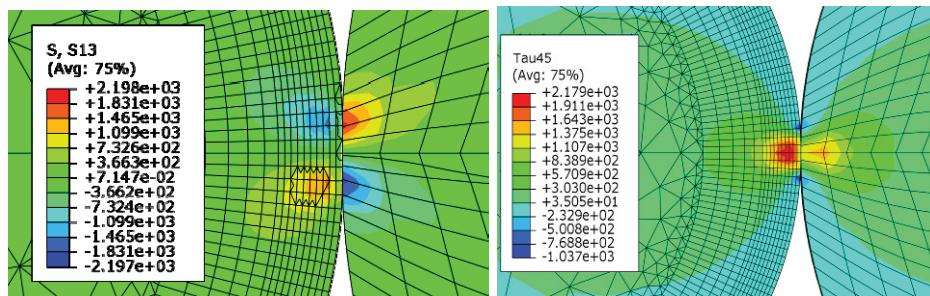 S, S13
(Avg: 75%)
+2.198e+03
+1.831e+03
+1.465e+03
+1.099e+03
+7.326e+02
+3.663e+02
+7.147e-02
-3.662e+02
-7.324e+02
-1.099e+03
-1.465e+03
-1.831e+03
-2.197e+03
Tau45
(Avg: 75%)
+2.179e+03
+1.911e+03
+1.643e+03
+1.375e+03
+1.107e+03
+8.389e+02
+5.709e+02
+3.030e+02
+3.505e+01
-2.329e+02
-5.008e+02
-7.688e+02
-1.037e+03